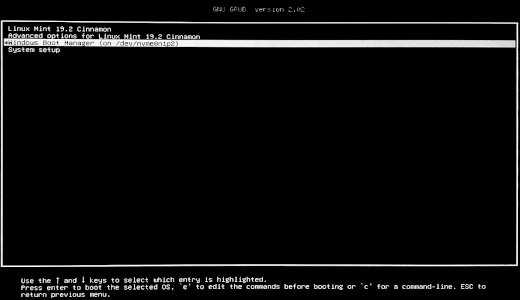 GNU GRUB version 2.02
Linux Mint 19.2 Cinnamon
Advanced options for Linux Mint 19.2 Cinnamon
*Windows Boot Manager (on /dev/nvme0n1p2)
System setup
Use the ↑ and ↓ keys to select which entry is highlighted.
Press enter to boot the selected OS, `e' to edit the commands before booting or `c' for a command-line. ESC to
return previous menu.